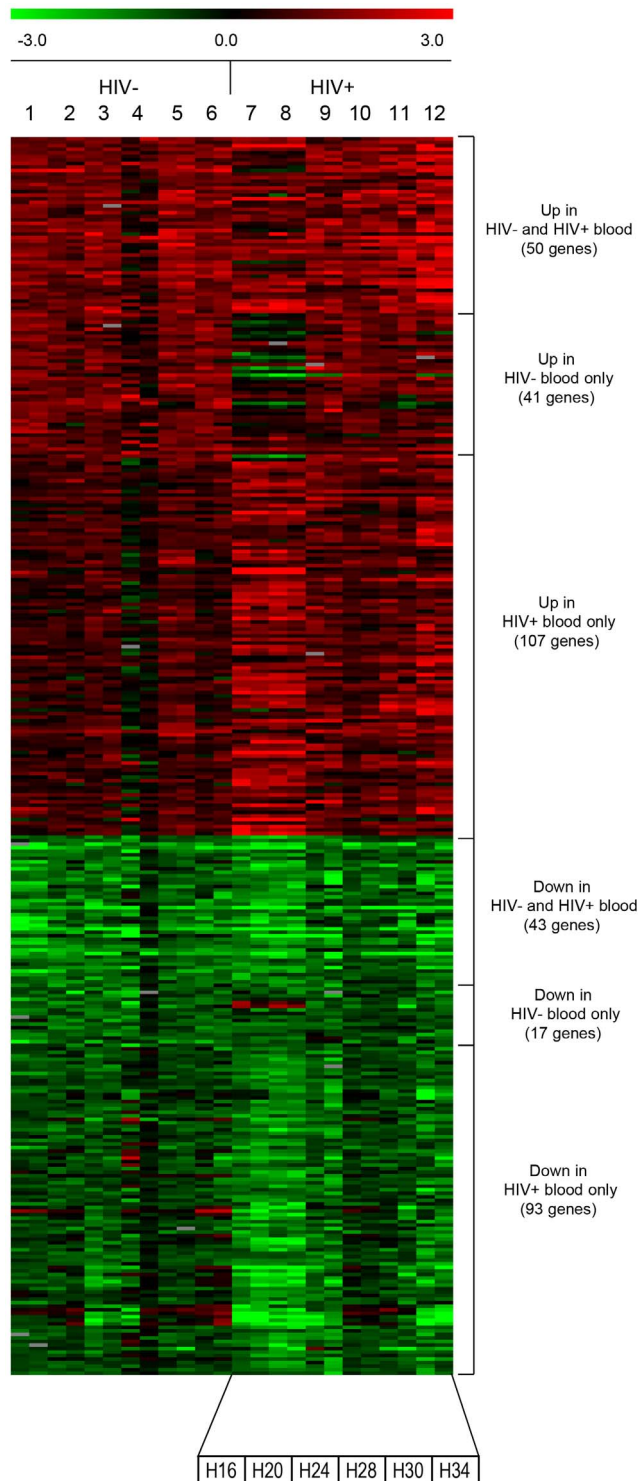 -3.0 0.0 3.0
HIV- HIV+
1 2 3 4 5 6 7 8 9 10 11 12
Up in
HIV- and HIV+ blood
(50 genes)
Up in
HIV- blood only
(41 genes)
Up in
HIV+ blood only
(107 genes)
Down in
HIV- and HIV+ blood
(43 genes)
Down in
HIV- blood only
(17 genes)
Down in
HIV+ blood only
(93 genes)
H16 H20 H24 H28 H30 H34